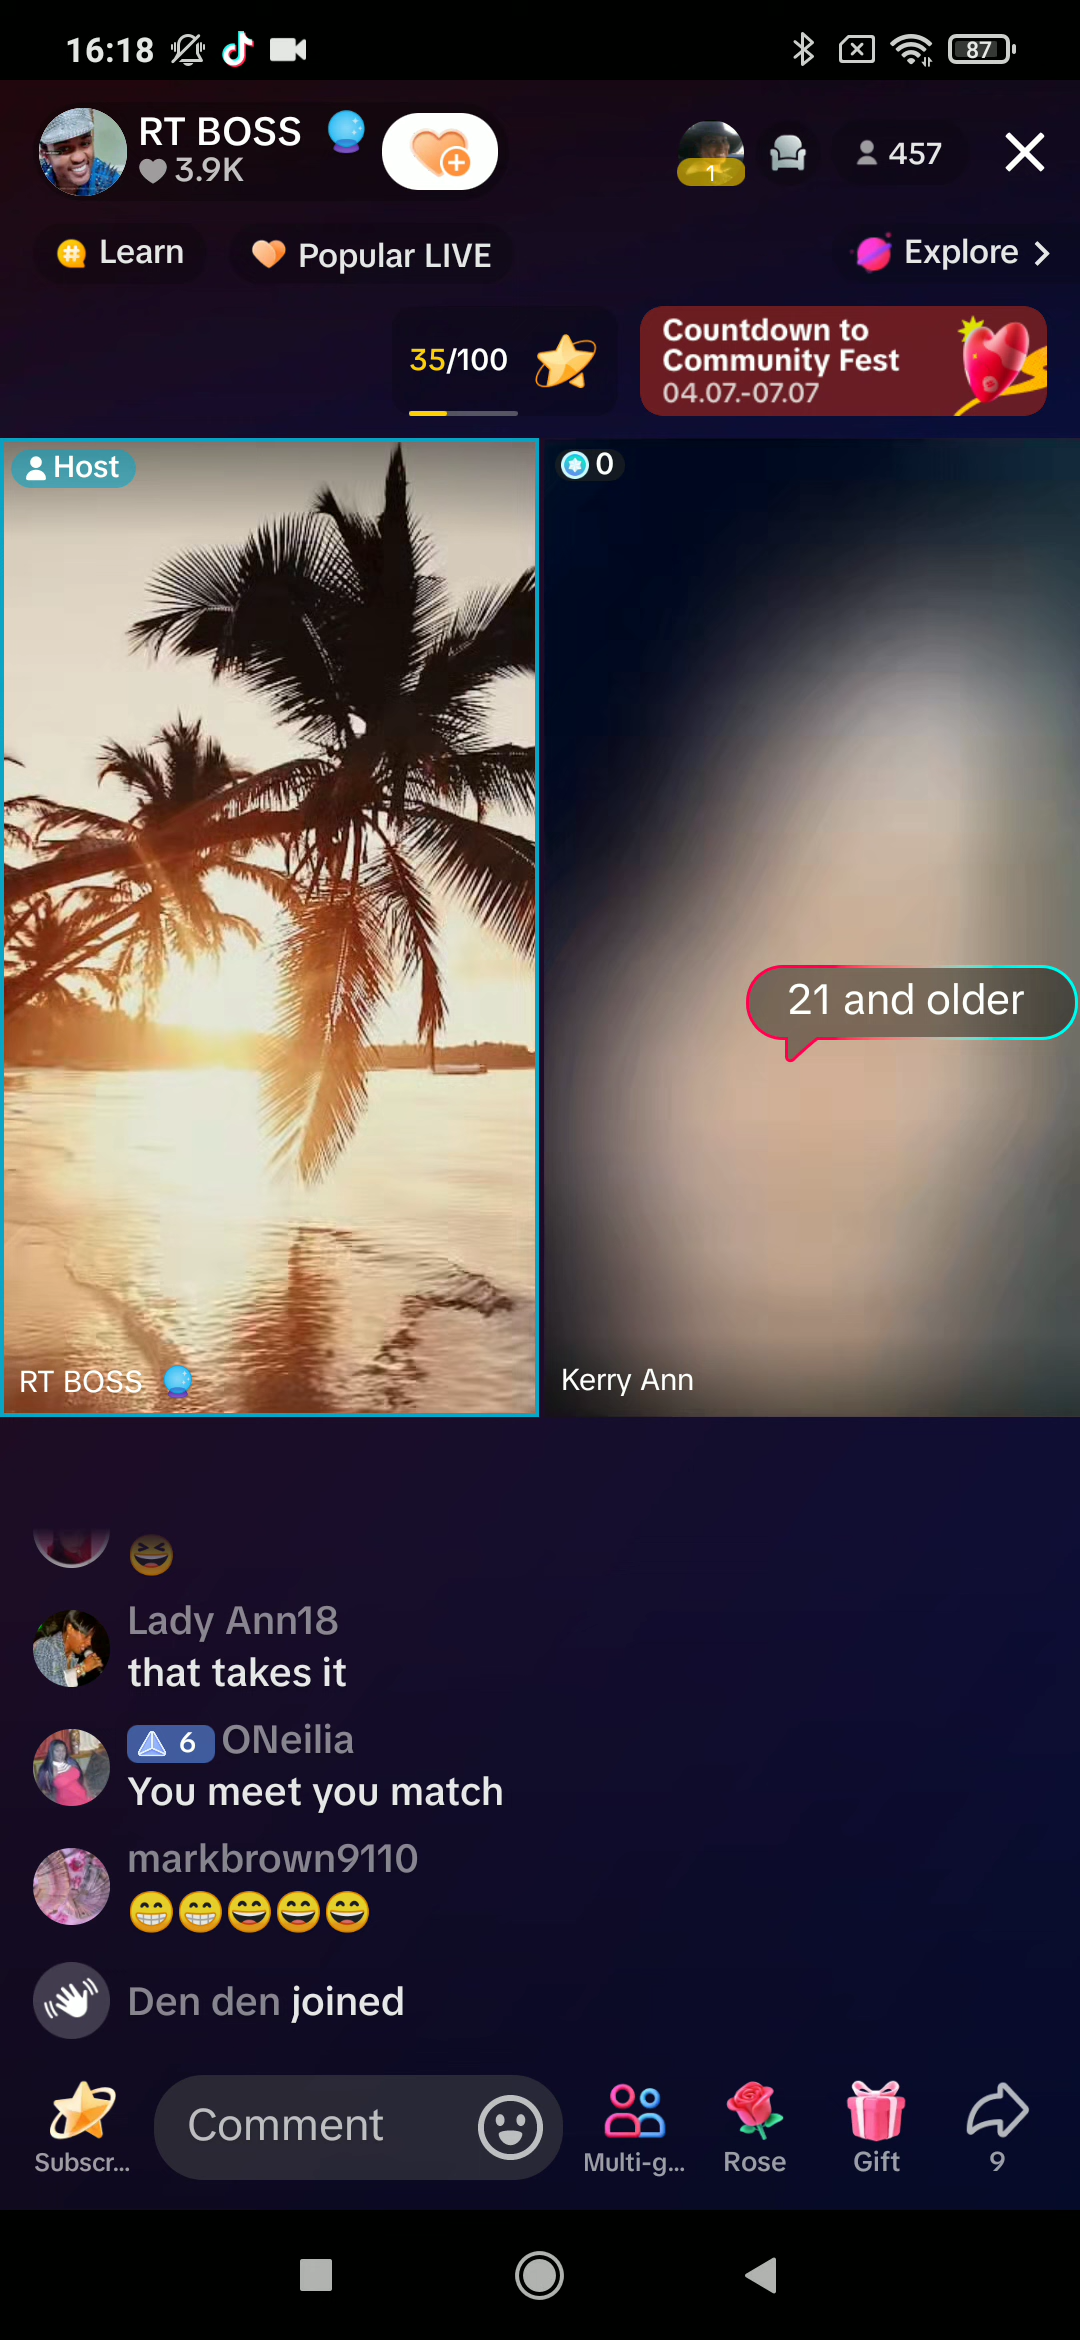 16:18
87
RT BOSS
3.9K
1
457
Learn
Popular LIVE
Explore
35/100
Countdown to
Community Fest
04.07.-07.07
Host
0
21 and older
RT BOSS
Kerry Ann
Lady Ann18
that takes it
6 ONeilia
You meet you match
markbrown9110
Den den joined
Subscr...
Comment
Multi-g...
Rose
Gift
9